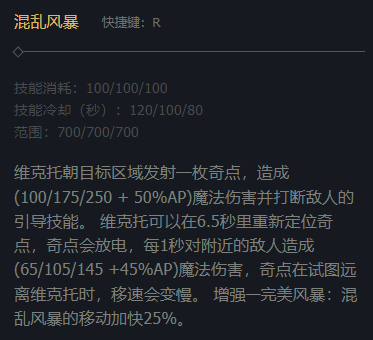 混乱风暴 快捷键：R
技能消耗：100/100/100
技能冷却（秒）：120/100/80
范围：700/700/700
维克托朝目标区域发射一枚奇点，造成
(100/175/250 + 50%AP)魔法伤害并打断敌人的
引导技能。 维克托可以在6.5秒里重新定位奇
点，奇点会放电，每1秒对附近的敌人造成
(65/105/145 +45%AP)魔法伤害，奇点在试图远
离维克托时，移速会变慢。 增强—完美风暴：混
乱风暴的移动加快25%。